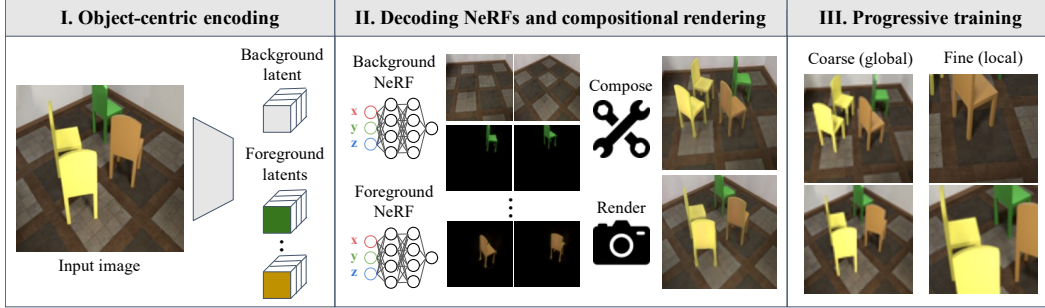 I. Object-centric encoding
Input image
Background
latent
Foreground
latents
II. Decoding NeRFs and compositional rendering
Background
NeRF
x
y
z
Foreground
NeRF
x
y
z
Compose
Render
III. Progressive training
Coarse (global)
Fine (local)